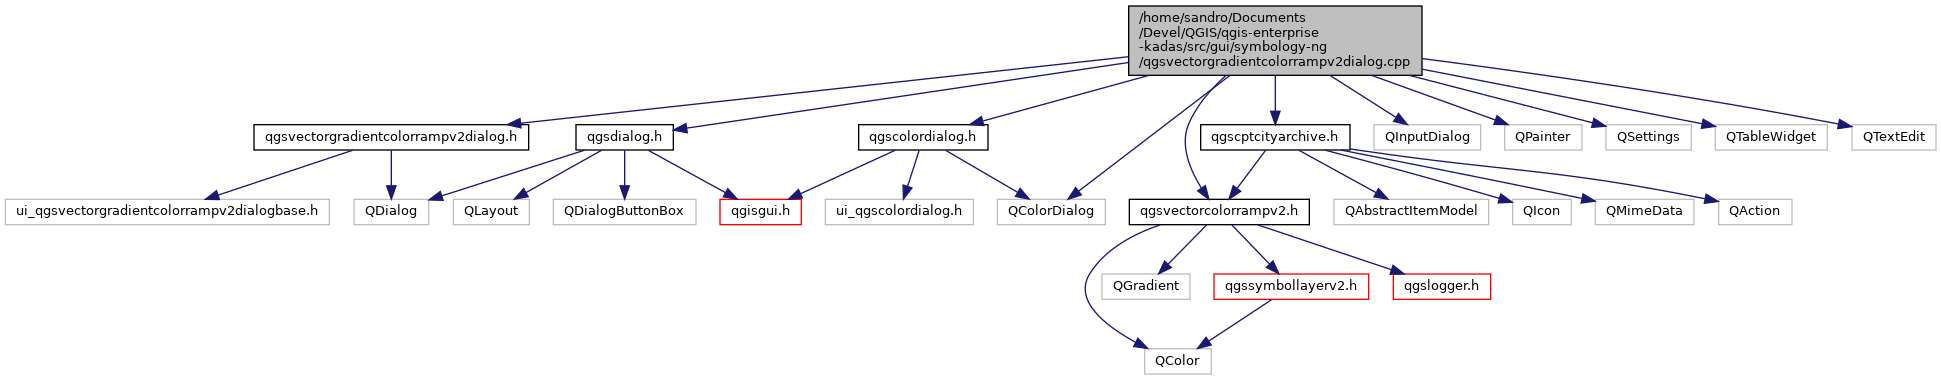 /home/sandro/Documents
/Devel/QGIS/qgis-enterprise
-kadas/src/gui/symbology-ng
/qgsvectorgradientcolorrampv2dialog.cpp
qgsvectorgradientcolorrampv2dialog.h
qgsdialog.h
qgscolordialog.h
qgscptcityarchive.h
QInputDialog
QPainter
QSettings
QTableWidget
QTextEdit
ui_qgsvectorgradientcolorrampv2dialogbase.h
QDialog
QLayout
QDialogButtonBox
qgisgui.h
ui_qgscolordialog.h
QColorDialog
qgsvectorcolorrampv2.h
QAbstractItemModel
QIcon
QMimeData
QAction
QGradient
qgssymbollayerv2.h
qgslogger.h
QColor